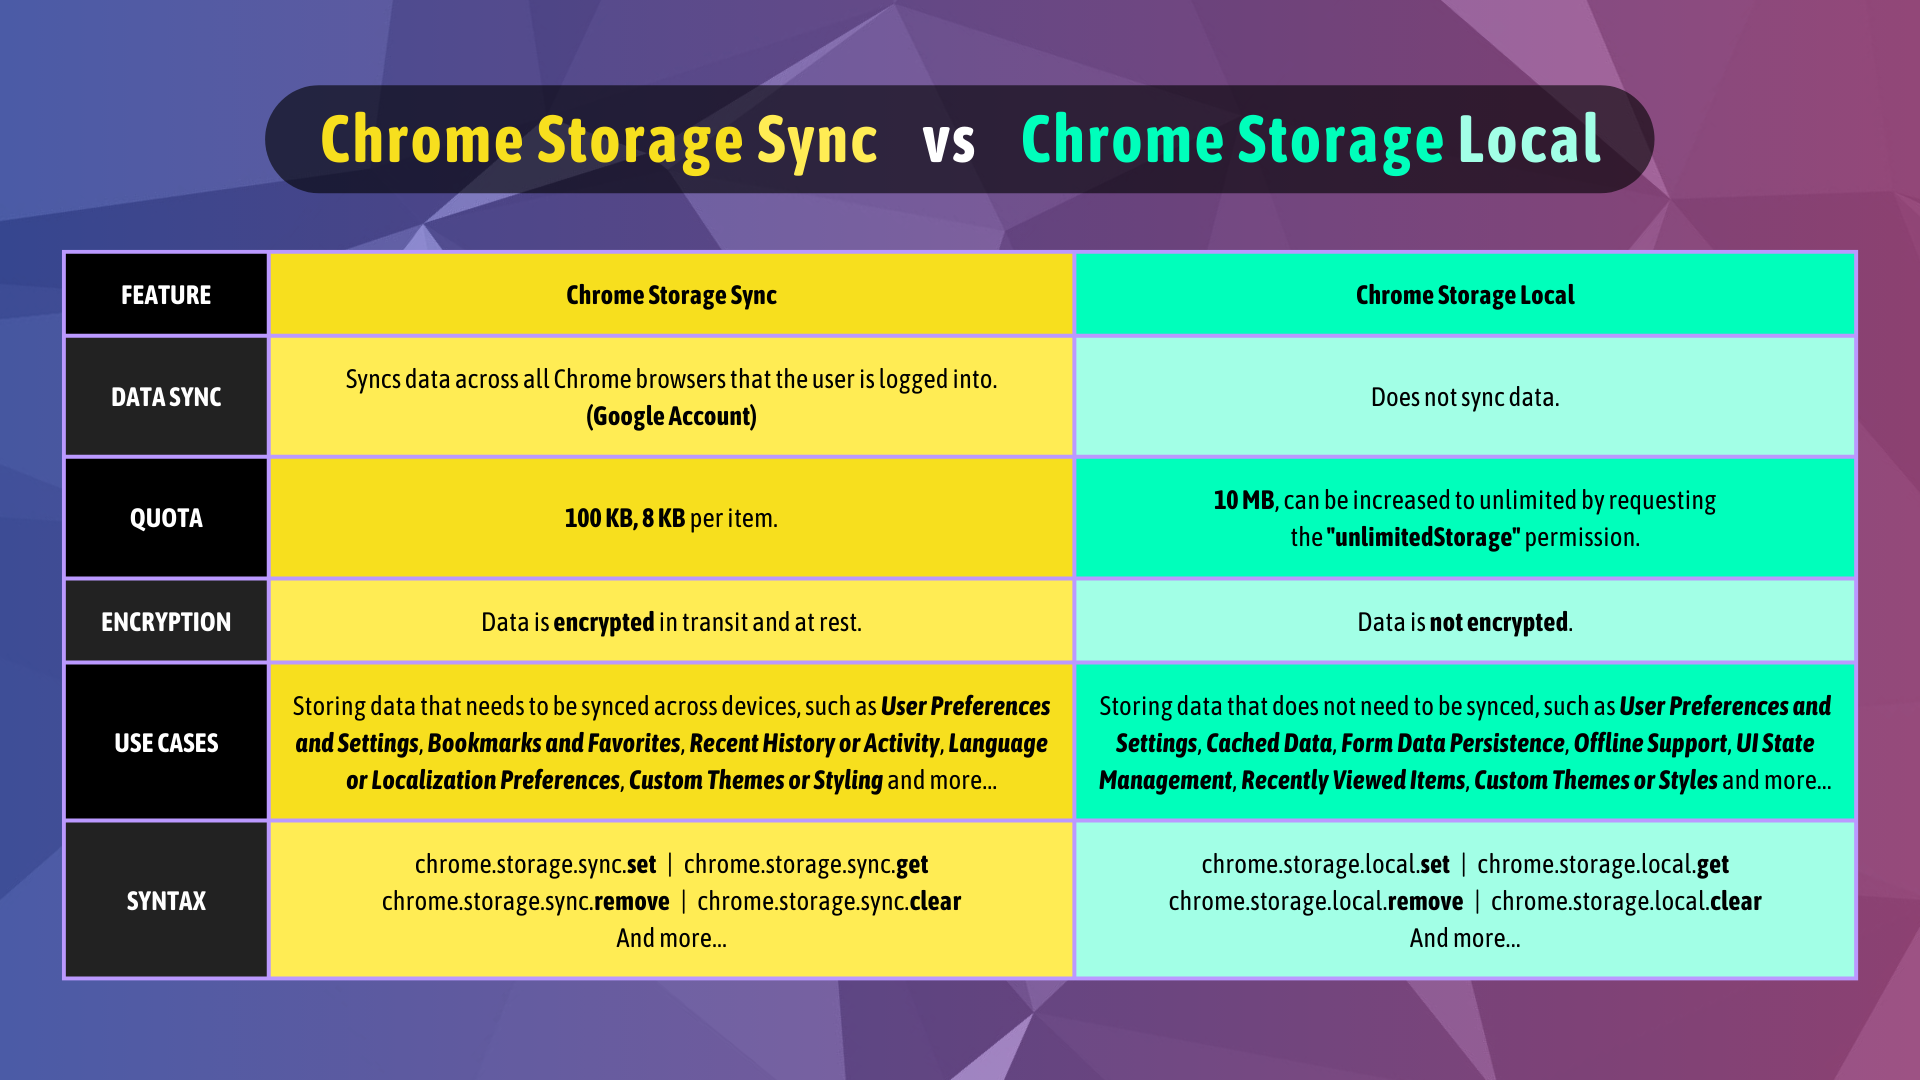 Chrome Storage Sync vs Chrome Storage Local
FEATURE
Chrome Storage Sync
Chrome Storage Local
DATA SYNC
Syncs data across all Chrome browsers that the user is logged into.
(Google Account)
Does not sync data.
QUOTA
100 KB, 8 KB per item.
10 MB, can be increased to unlimited by requesting
the "unlimitedStorage" permission.
ENCRYPTION
Data is encrypted in transit and at rest.
Data is not encrypted.
USE CASES
Storing data that needs to be synced across devices, such as User Preferences
and Settings, Bookmarks and Favorites, Recent History or Activity, Language
or Localization Preferences, Custom Themes or Styling and more...
Storing data that does not need to be synced, such as User Preferences and
Settings, Cached Data, Form Data Persistence, Offline Support, UI State
Management, Recently Viewed Items, Custom Themes or Styles and more...
SYNTAX
chrome.storage.sync.set | chrome.storage.sync.get
chrome.storage.sync.remove | chrome.storage.sync.clear
And more...
chrome.storage.local.set | chrome.storage.local.get
chrome.storage.local.remove | chrome.storage.local.clear
And more...